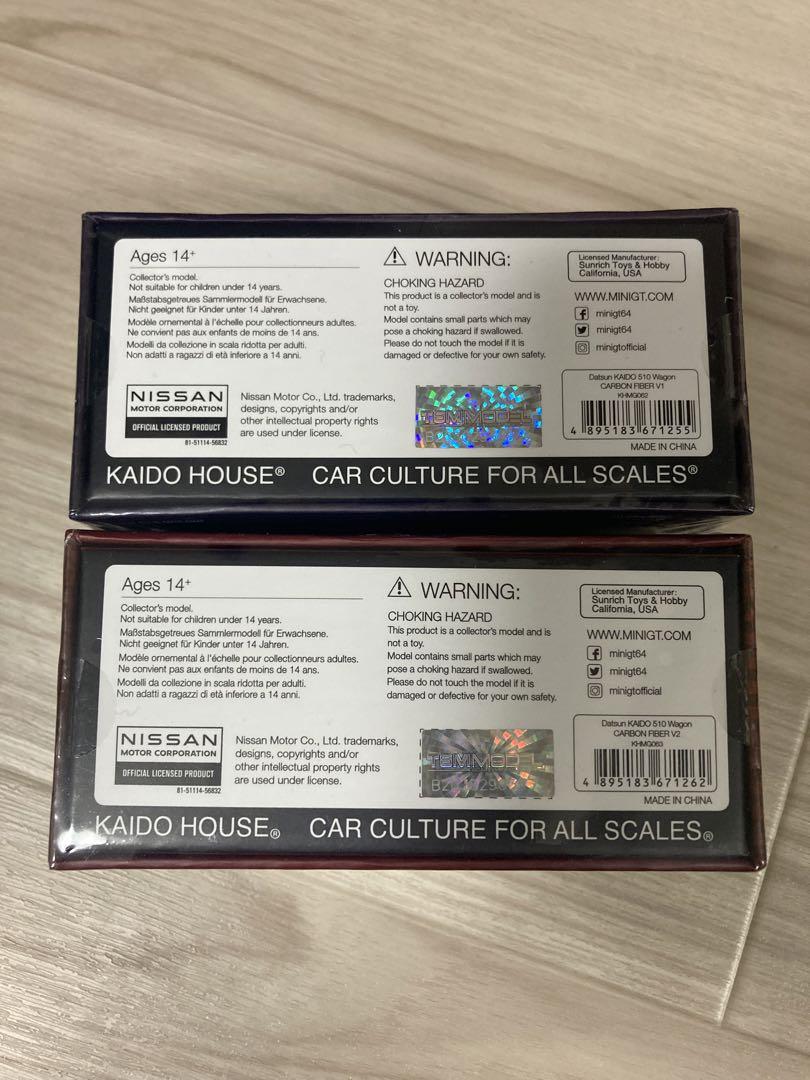 Ages 14+
Collector's model.
Not suitable for children under 14 years.
Maßstabsgetreues Sammlermodell für Erwachsene.
Nicht geeignet für Kinder unter 14 Jahren.
Modèle ornemental à l'échelle pour collectionneurs adultes.
Ne convient pas aux enfants de moins de 14 ans.
Modelli da collezione in scala ridotta per adulti.
Non adatti a ragazzi di età inferiore a 14 anni.
WARNING:
CHOKING HAZARD
This product is a collector's model and is
not a toy.
Model contains small parts which may
pose a choking hazard if swallowed.
Please do not touch the model if it is
damaged or defective for your own safety.
Licensed Manufacturer:
Sunrich Toys & Hobby
California, USA
WWW.MINIGT.COM
minigt64
minigt64
minigtofficial
NISSAN
MOTOR CORPORATION
OFFICIAL LICENSED PRODUCT
81-51114-56832
Nissan Motor Co., Ltd. trademarks,
designs, copyrights and/or
other intellectual property rights
are used under license.
TSMMODEL
Datsun KAIDO 510 Wagon
CARBON FIBER V1
KHMG062
4 895183 671255
MADE IN CHINA
KAIDO HOUSE® CAR CULTURE FOR ALL SCALES®
Ages 14+
Collector's model.
Not suitable for children under 14 years.
Maßstabsgetreues Sammlermodell für Erwachsene.
Nicht geeignet für Kinder unter 14 Jahren.
Modèle ornemental à l'échelle pour collectionneurs adultes.
Ne convient pas aux enfants de moins de 14 ans.
Modelli da collezione in scala ridotta per adulti.
Non adatti a ragazzi di età inferiore a 14 anni.
WARNING:
CHOKING HAZARD
This product is a collector's model and is
not a toy.
Model contains small parts which may
pose a choking hazard if swallowed.
Please do not touch the model if it is
damaged or defective for your own safety.
Licensed Manufacturer:
Sunrich Toys & Hobby
California, USA
WWW.MINIGT.COM
minigt64
minigt64
minigtofficial
NISSAN
MOTOR CORPORATION
OFFICIAL LICENSED PRODUCT
81-51114-56832
Nissan Motor Co., Ltd. trademarks,
designs, copyrights and/or
other intellectual property rights
are used under license.
TSMMODEL
Datsun KAIDO 510 Wagon
CARBON FIBER V2
KHMG063
4 895183 671262
MADE IN CHINA
KAIDO HOUSE® CAR CULTURE FOR ALL SCALES®